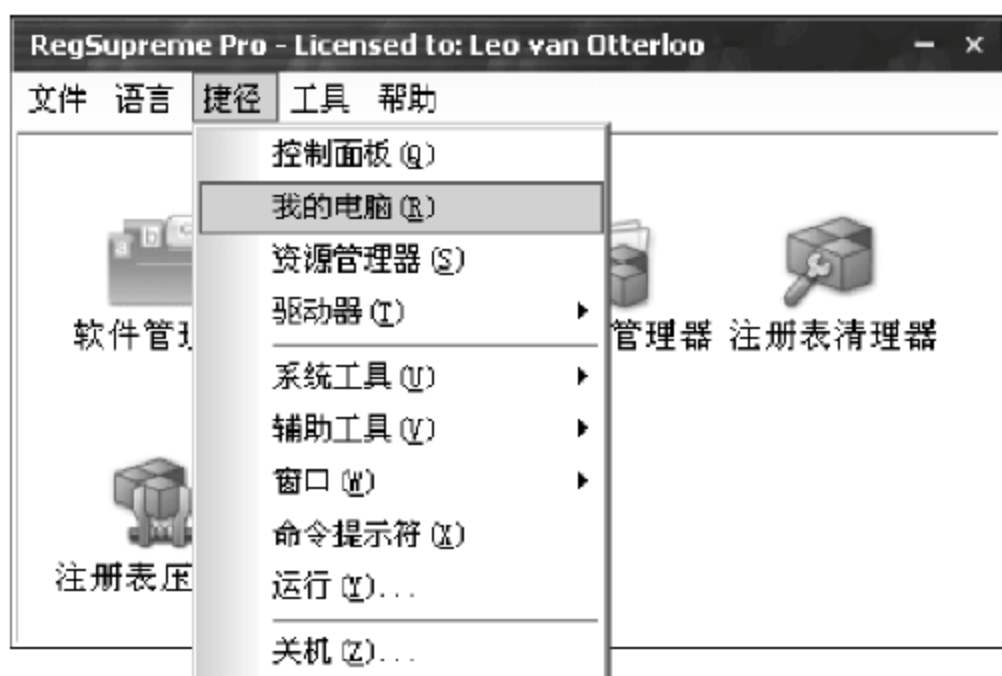 RegSupreme Pro - Licensed to: Leo van Otterloo
文件 语言 捷径 工具 帮助
控制面板(Q)
我的电脑(R)
资源管理器(S)
驱动器(T)
软件管
管理器
注册表清理器
系统工具(U)
辅助工具(V)
窗口(W)
命令提示符(X)
注册表压
运行(Y)...
关机(Z)...